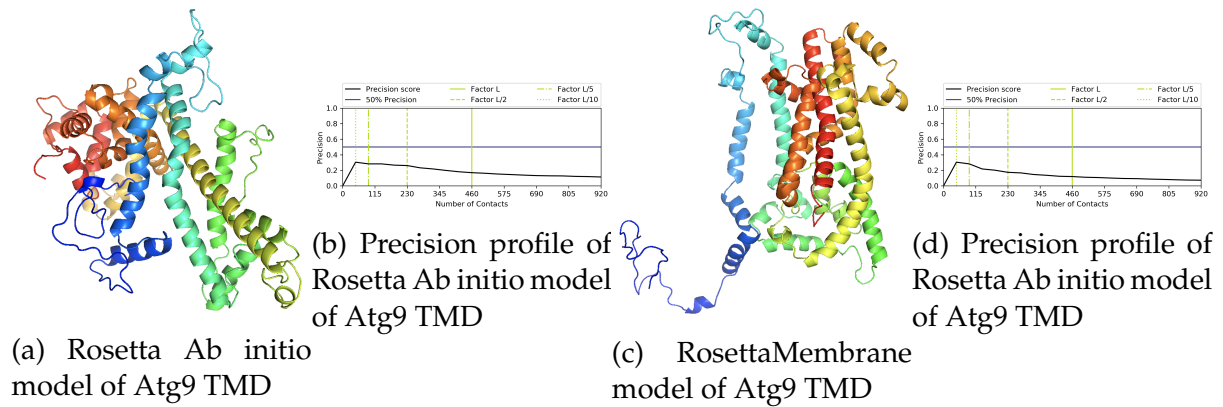 Precision score
50% Precision
Factor L
Factor L/2
Factor L/5
Factor L/10
Precision
1.0
0.8
0.6
0.4
0.2
0.0
115 230 345 460 575 690 805 920
Number of Contacts
(b) Precision profile of
Rosetta Ab initio model
of Atg9 TMD
(a) Rosetta Ab initio
model of Atg9 TMD
Precision score
50% Precision
Factor L
Factor L/2
Factor L/5
Factor L/10
Precision
1.0
0.8
0.6
0.4
0.2
0.0
115 230 345 460 575 690 805 920
Number of Contacts
(d) Precision profile of
Rosetta Ab initio model
of Atg9 TMD
(c) RosettaMembrane
model of Atg9 TMD